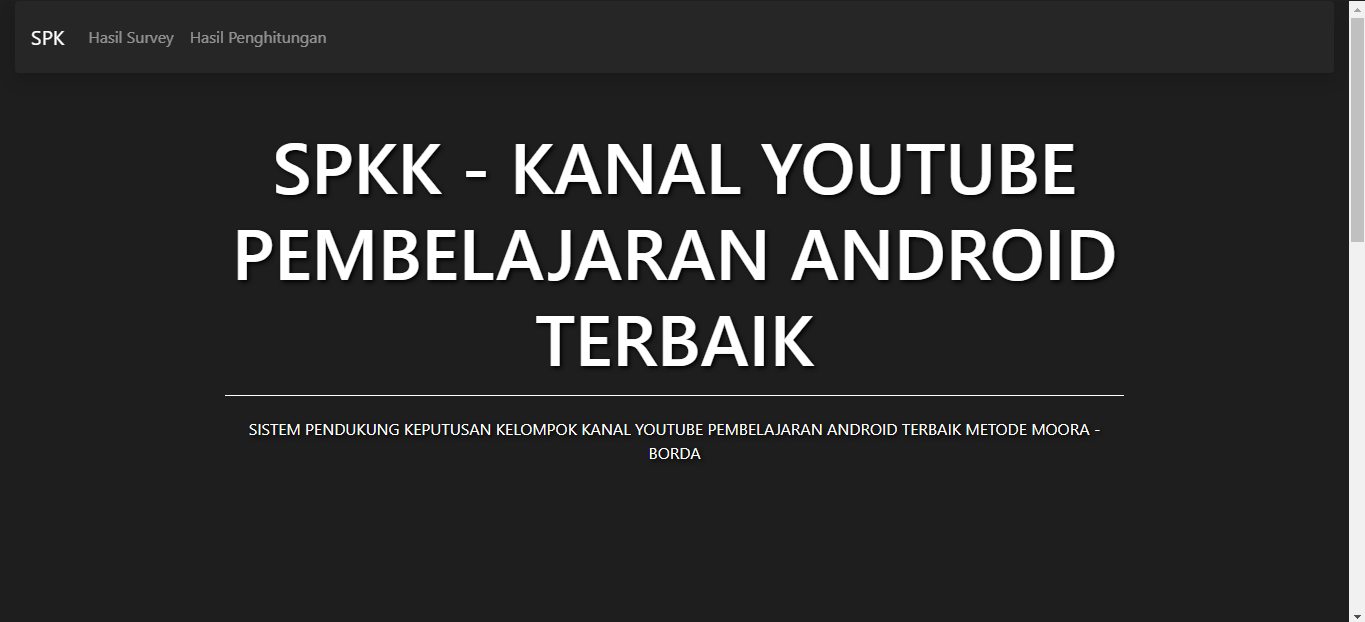 SPK Hasil Survey Hasil Penghitungan
SPKK - KANAL YOUTUBE
PEMBELAJARAN ANDROID
TERBAIK
SISTEM PENDUKUNG KEPUTUSAN KELOMPOK KANAL YOUTUBE PEMBELAJARAN ANDROID TERBAIK METODE MOORA -
BORDA